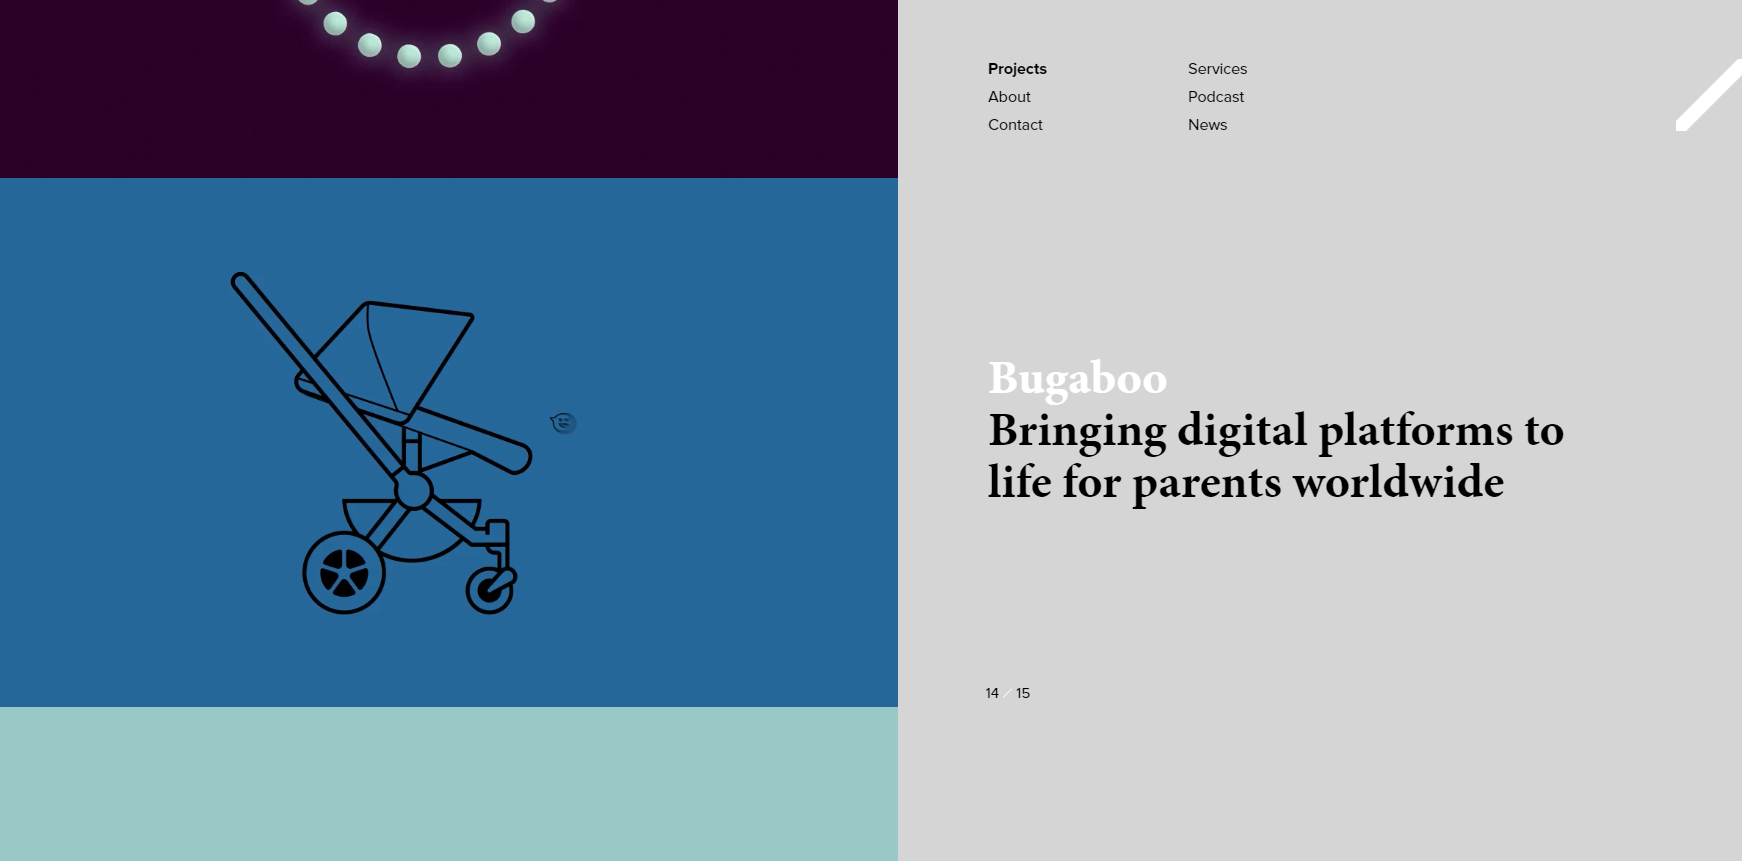 Projects
About
Contact
Services
Podcast
News
Bugaboo
Bringing digital platforms to
life for parents worldwide
14 / 15